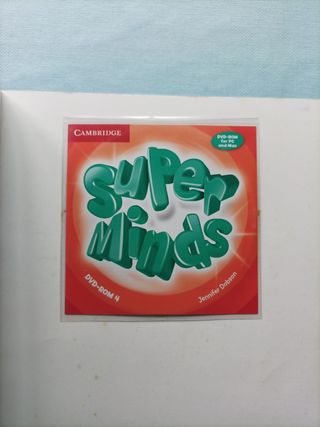 CAMBRIDGE
DVD-ROM
for PC
and Mac
Super
Minds
DVD-ROM 4
Jennifer Dobson